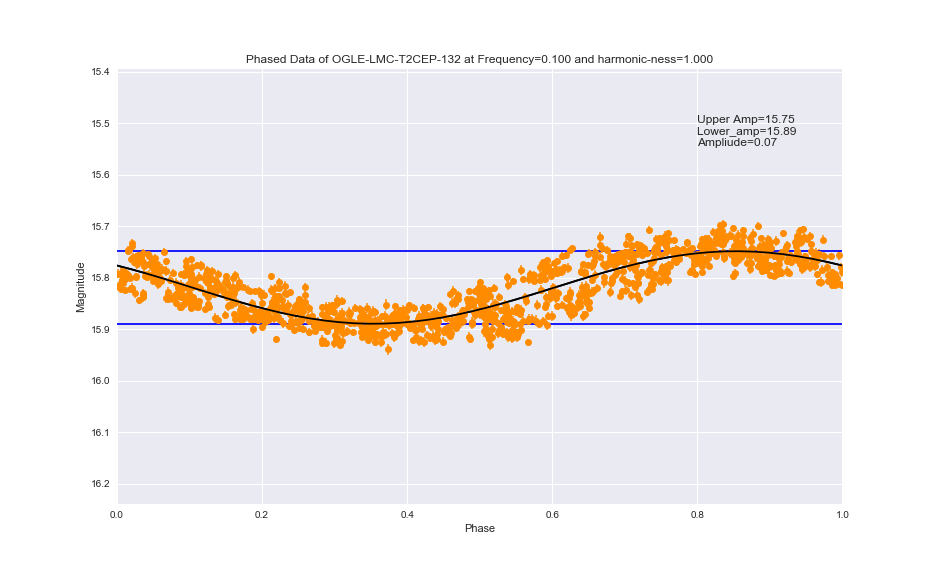 Phased Data of OGLE-LMC-T2CEP-132 at Frequency=0.100 and harmonic-ness=1.000
15.4
15.5
15.6
15.7
15.8
15.9
16.0
16.1
16.2
Magnitude
Upper Amp=15.75
Lower_amp=15.89
Ampliude=0.07
0.0 0.2 0.4 0.6 0.8 1.0
Phase